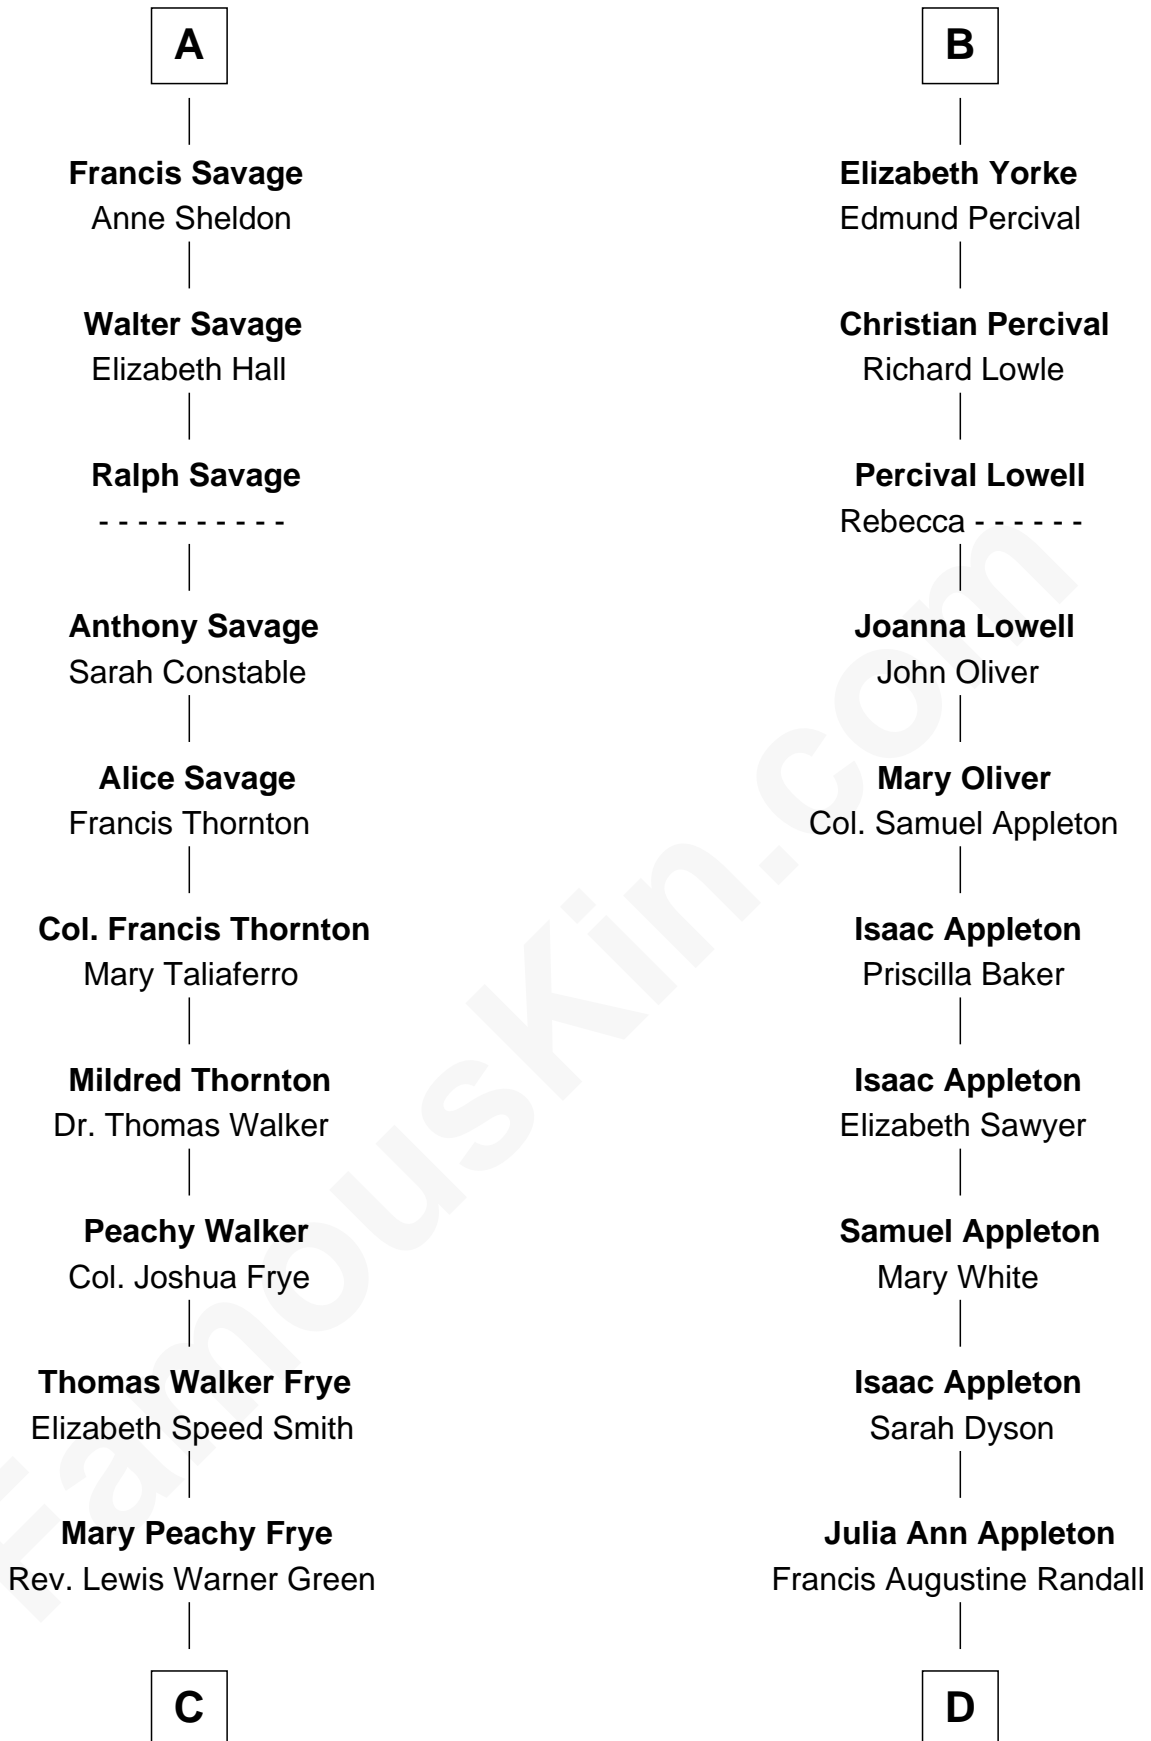 A
Francis Savage
Anne Sheldon
Walter Savage
Elizabeth Hall
Ralph Savage
- - - - - - - - - -
Anthony Savage
Sarah Constable
Alice Savage
Francis Thornton
Col. Francis Thornton
Mary Taliaferro
Mildred Thornton
Dr. Thomas Walker
Peachy Walker
Col. Joshua Frye
Thomas Walker Frye
Elizabeth Speed Smith
Mary Peachy Frye
Rev. Lewis Warner Green
C
B
Elizabeth Yorke
Edmund Percival
Christian Percival
Richard Lowle
Percival Lowell
Rebecca - - - - - -
Joanna Lowell
John Oliver
Mary Oliver
Col. Samuel Appleton
Isaac Appleton
Priscilla Baker
Isaac Appleton
Elizabeth Sawyer
Samuel Appleton
Mary White
Isaac Appleton
Sarah Dyson
Julia Ann Appleton
Francis Augustine Randall
D
FamousKin.com